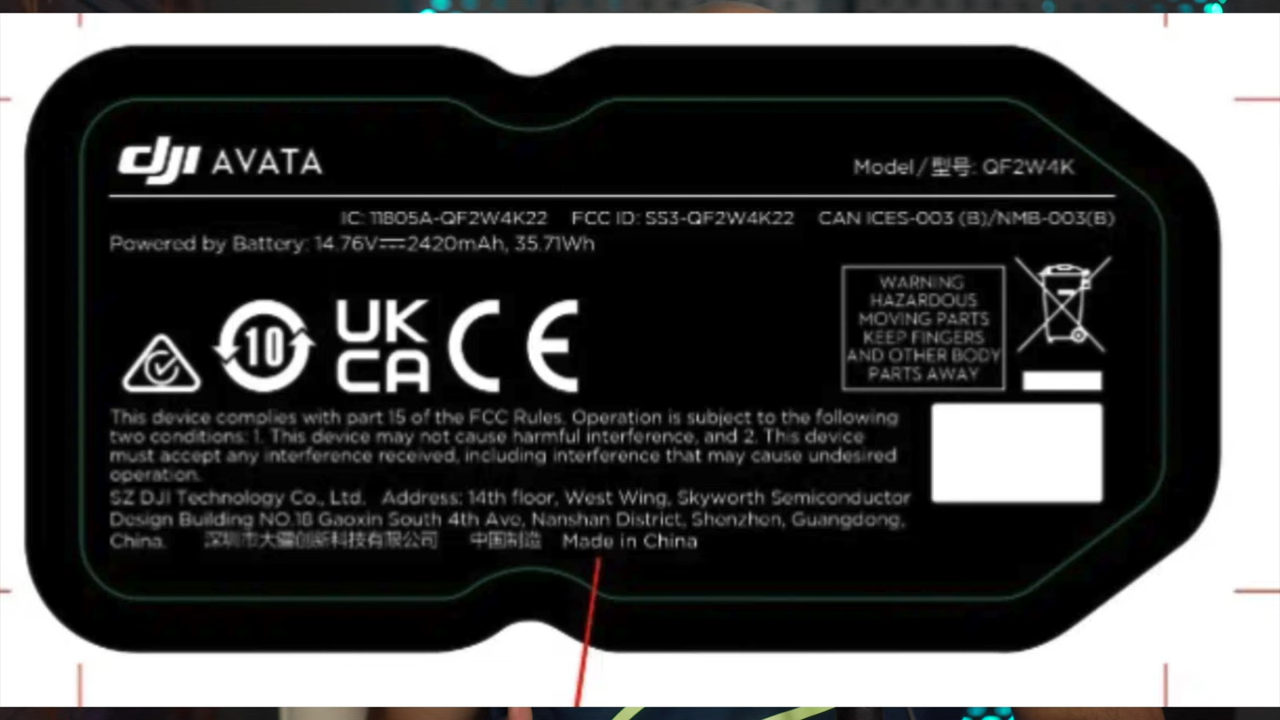 dji AVATA
Model / 型号: QF2W4K
IC: 11805A-QF2W4K22 FCC ID: SS3-QF2W4K22 CAN ICES-003 (B)/NMB-003(B)
Powered by Battery: 14.76V⎓2420mAh, 35.71Wh
WARNING
HAZARDOUS
MOVING PARTS
KEEP FINGERS
AND OTHER BODY
PARTS AWAY
10
UK
CA
CE
This device complies with part 15 of the FCC Rules. Operation is subject to the following
two conditions: 1. This device may not cause harmful interference, and 2. This device
must accept any interference received, including interference that may cause undesired
operation.
SZ DJI Technology Co., Ltd. Address: 14th floor, West Wing, Skyworth Semiconductor
Design Building NO.18 Gaoxin South 4th Ave, Nanshan District, Shenzhen, Guangdong,
China. 深圳市大疆创新科技有限公司 中国制造 Made in China